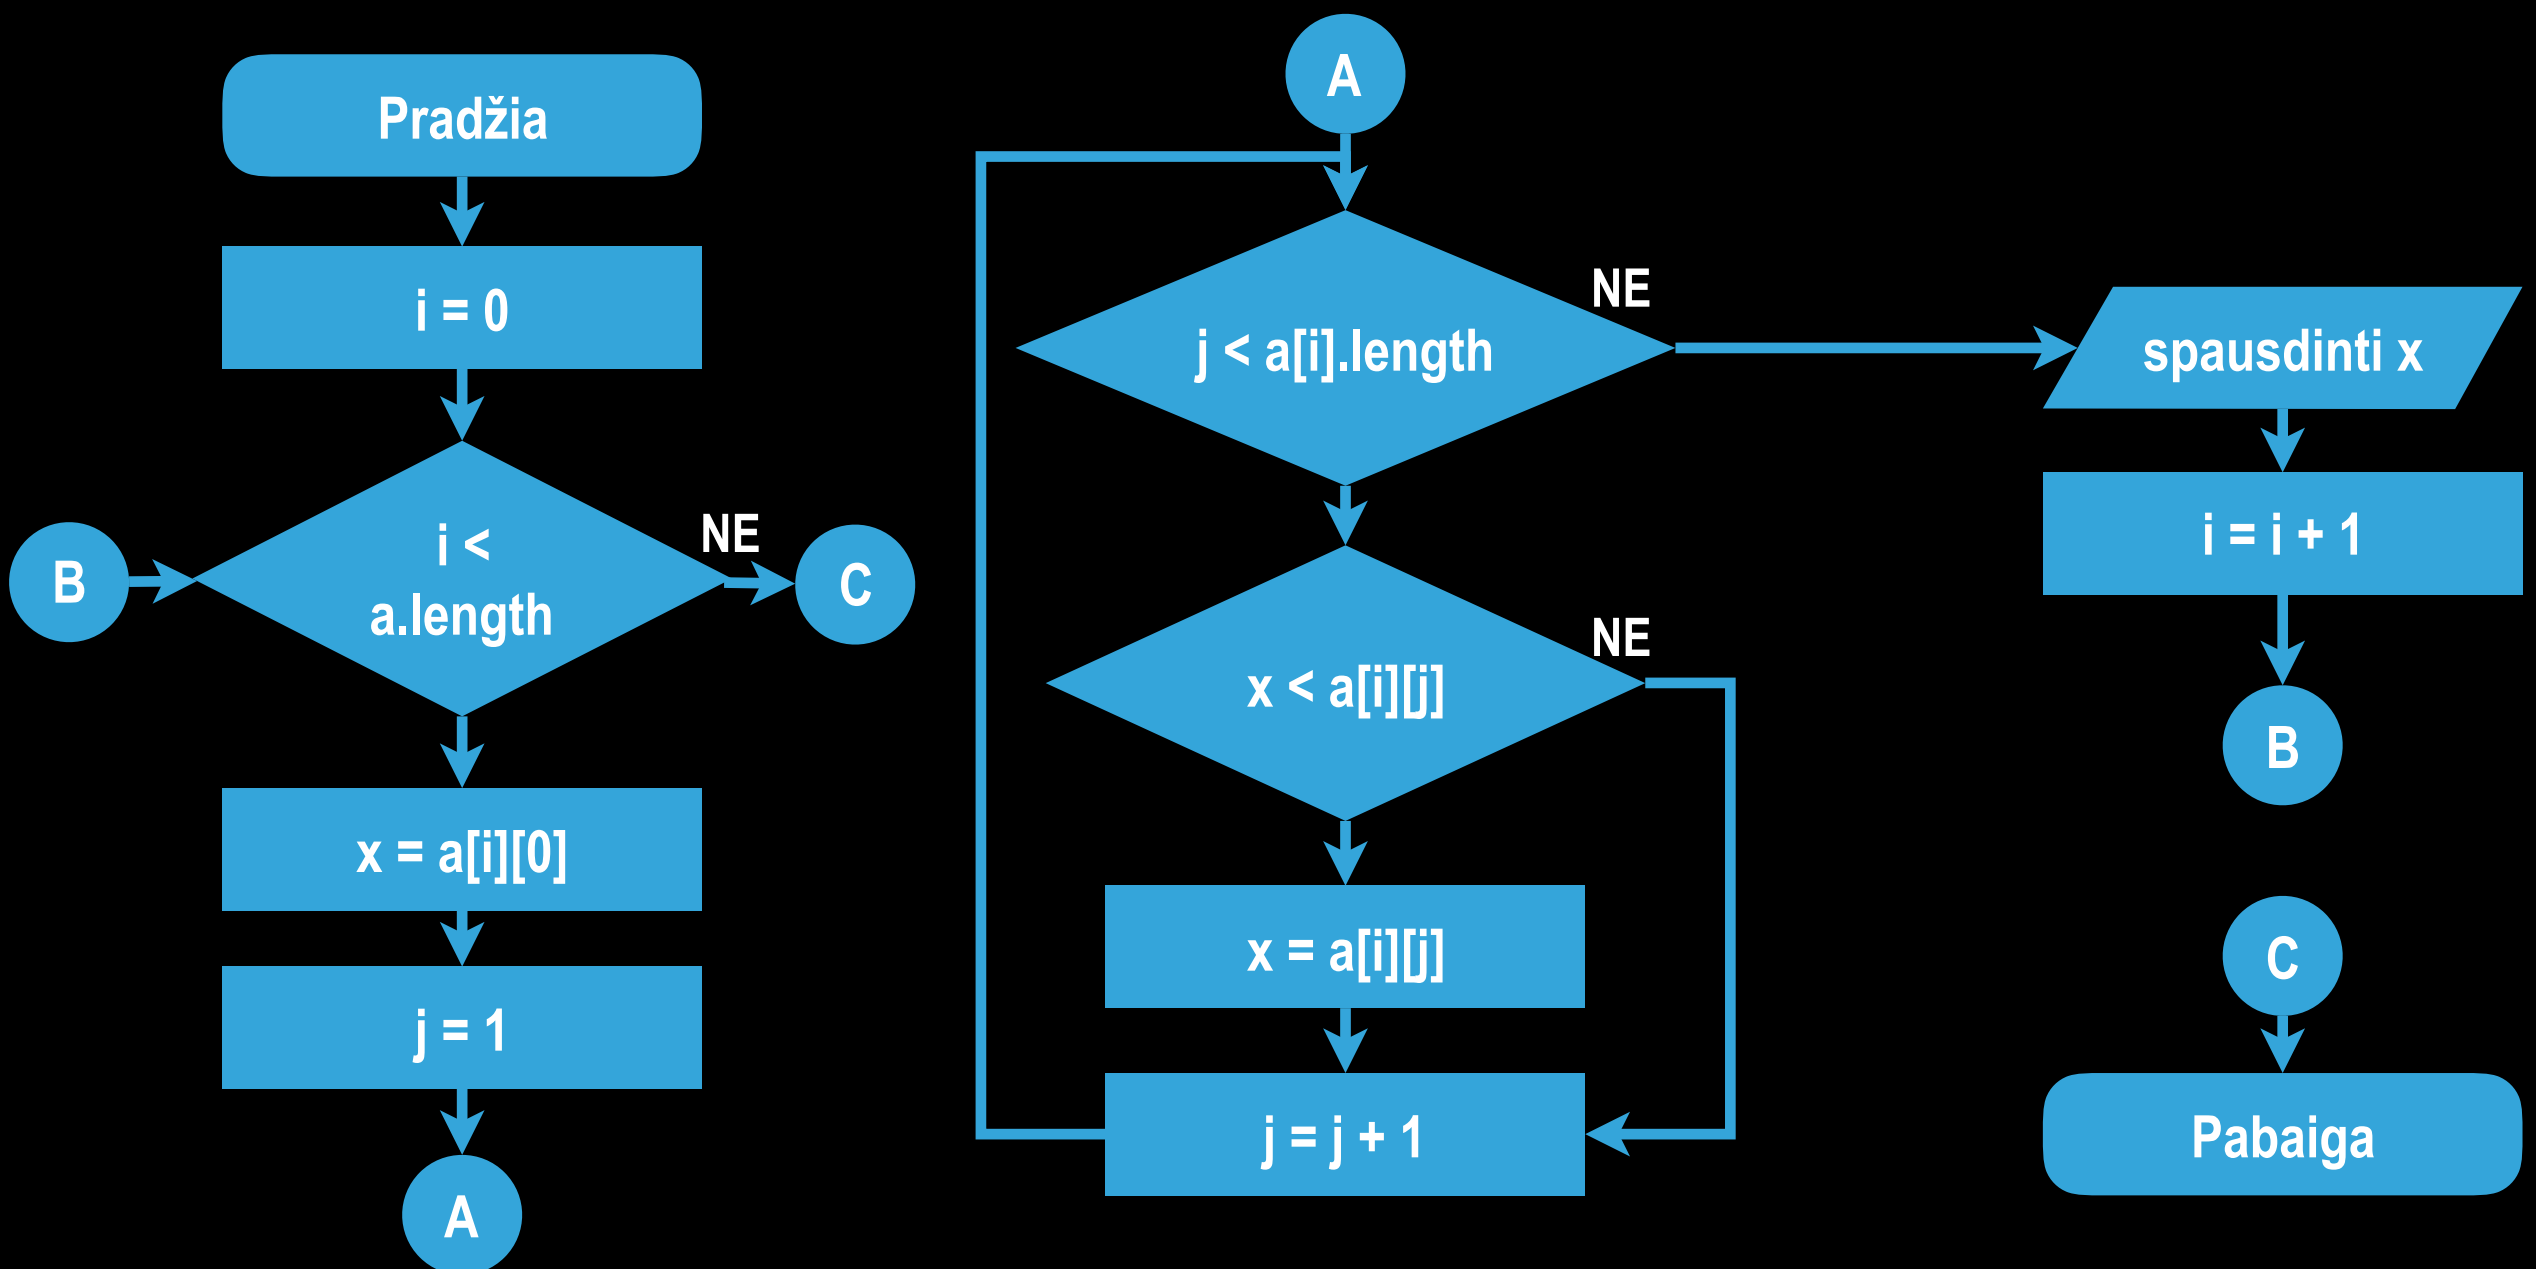 Pradžia
i = 0
B
i <
a.length
NE
C
x = a[i][0]
j = 1
A
A
j < a[i].length
NE
x < a[i][j]
NE
x = a[i][j]
j = j + 1
spausdinti x
i = i + 1
B
C
Pabaiga